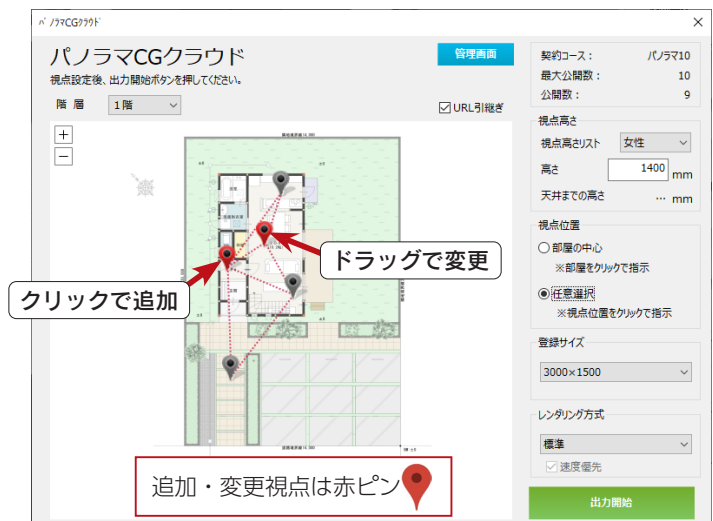 パノラマCGクラウド
パノラマCGクラウド
管理画面
視点設定後、出力開始ボタンを押してください。
階 層
1階
URL引継ぎ
契約コース：
パノラマ10
最大公開数：
10
公開数：
9
視点高さ
視点高さリスト
女性
高さ
1400
mm
天井までの高さ
… mm
視点位置
部屋の中心
※部屋をクリックで指示
任意選択
※視点位置をクリックで指示
登録サイズ
3000×1500
レンダリング方式
標準
速度優先
出力開始
ドラッグで変更
クリックで追加
追加・変更視点は赤ピン